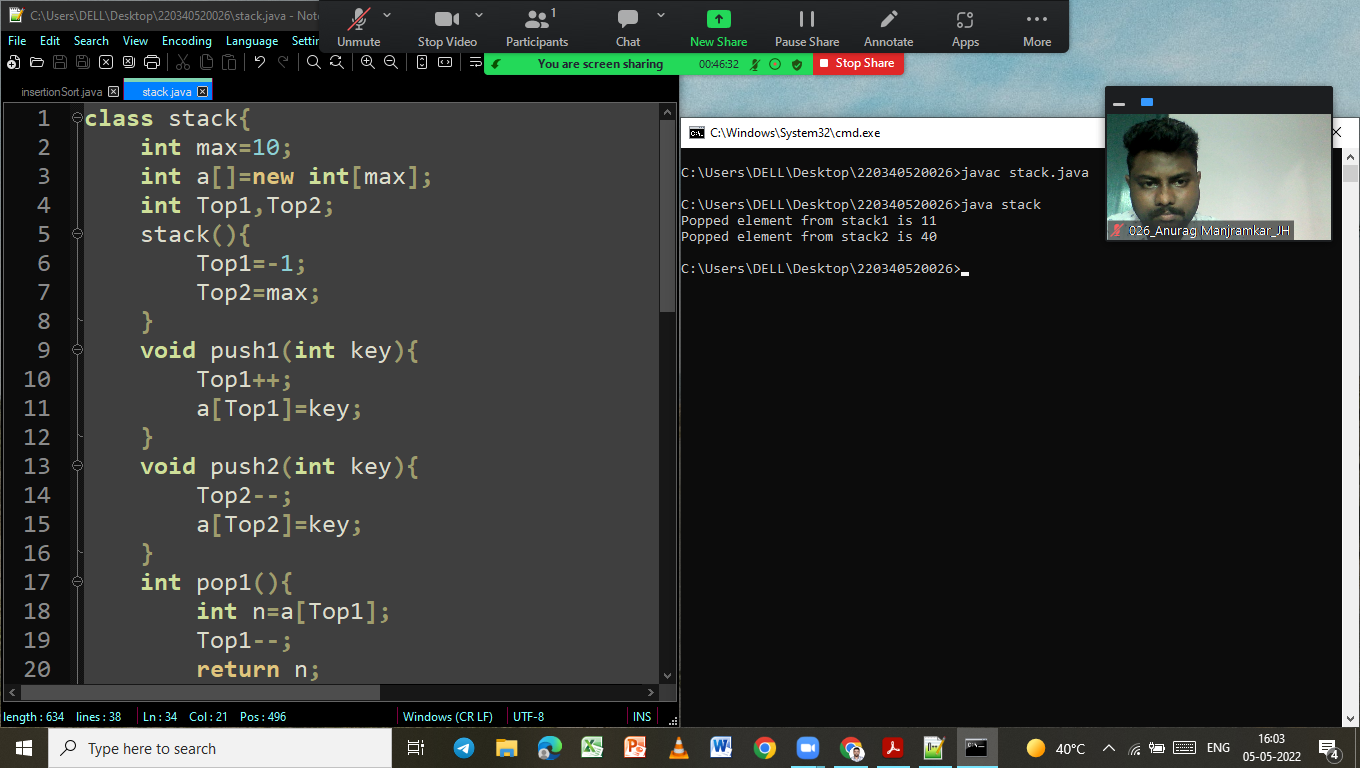 C:\Users\DELL\Desktop\220340520026\stack.java - Note
File Edit Search View Encoding Language Settin
Unmute
Stop Video
1
Participants
Chat
New Share
Pause Share
Annotate
Apps
More
You are screen sharing
00:46:32
Stop Share
insertionSort.java
stack.java
1 class stack{
2 int max=10;
3 int a[]=new int[max];
4 int Top1,Top2;
5 stack(){
6 Top1=-1;
7 Top2=max;
8 }
9 void push1(int key){
10 Top1++;
11 a[Top1]=key;
12 }
13 void push2(int key){
14 Top2--;
15 a[Top2]=key;
16 }
17 int pop1(){
18 int n=a[Top1];
19 Top1--;
20 return n;
length : 634 lines : 38 Ln : 34 Col : 21 Pos : 496 Windows (CR LF) UTF-8 INS
C:\Windows\System32\cmd.exe
C:\Users\DELL\Desktop\220340520026>javac stack.java
C:\Users\DELL\Desktop\220340520026>java stack
Popped element from stack1 is 11
Popped element from stack2 is 40
C:\Users\DELL\Desktop\220340520026>
026_Anurag Manjramkar_JH
Type here to search
40°C
ENG
16:03
05-05-2022
4